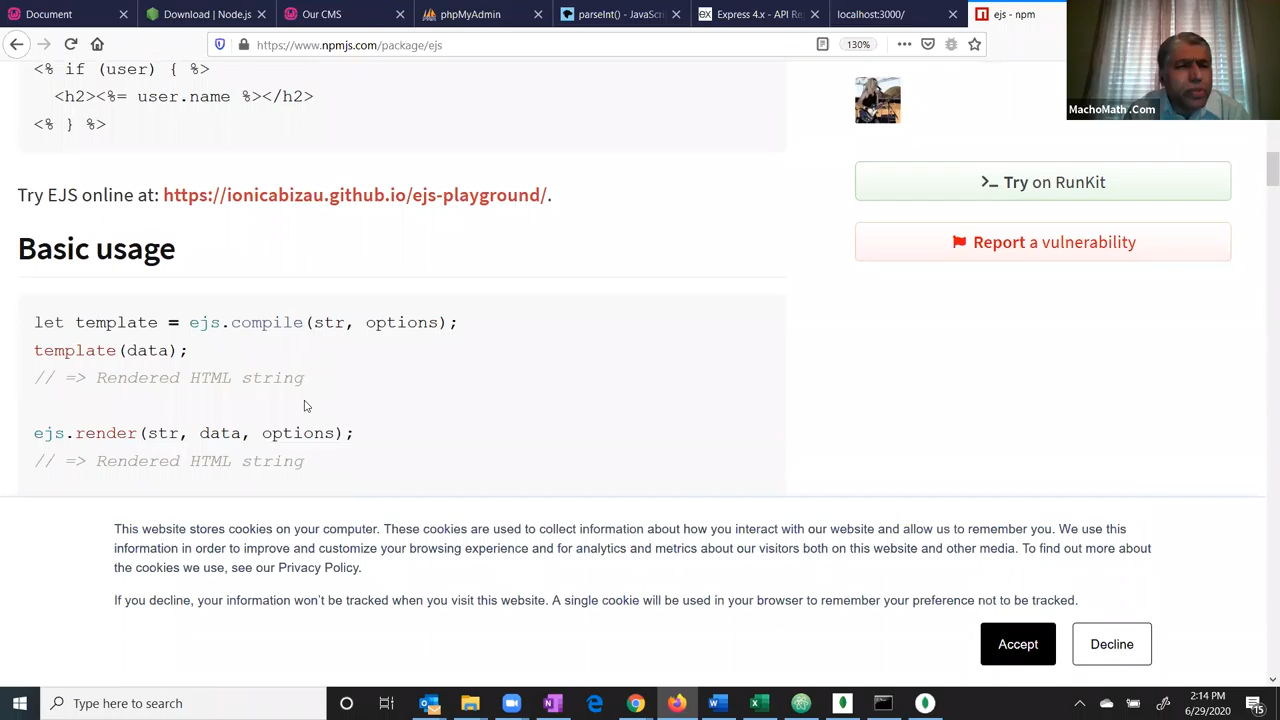 Document
Download | Node.js
Our CMS
phpMyAdmin
parseInt() - JavaScri
Express 4.x - API Re
localhost:3000/
ejs - npm
https://www.npmjs.com/package/ejs
130%
<% if (user) { %>
<h2><%= user.name %></h2>
<% } %>
MachoMath .Com
Try EJS online at: https://ionicabizau.github.io/ejs-playground/.
Try on RunKit
Report a vulnerability
Basic usage
let template = ejs.compile(str, options);
template(data);
// => Rendered HTML string
ejs.render(str, data, options);
// => Rendered HTML string
This website stores cookies on your computer. These cookies are used to collect information about how you interact with our website and allow us to remember you. We use this
information in order to improve and customize your browsing experience and for analytics and metrics about our visitors both on this website and other media. To find out more about
the cookies we use, see our Privacy Policy.
If you decline, your information won't be tracked when you visit this website. A single cookie will be used in your browser to remember your preference not to be tracked.
Accept
Decline
Type here to search
2:14 PM
6/29/2020
15